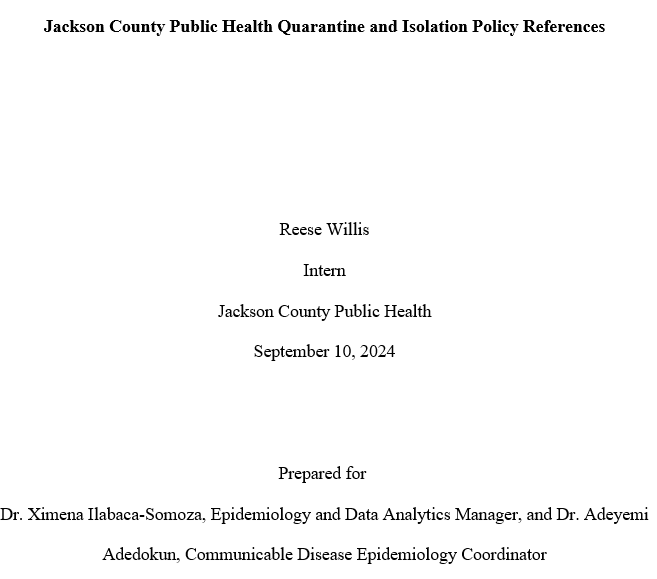 Jackson County Public Health Quarantine and Isolation Policy References
Reese Willis
Intern
Jackson County Public Health
September 10, 2024
Prepared for
Dr. Ximena Ilabaca-Somoza, Epidemiology and Data Analytics Manager, and Dr. Adeyemi
Adedokun, Communicable Disease Epidemiology Coordinator